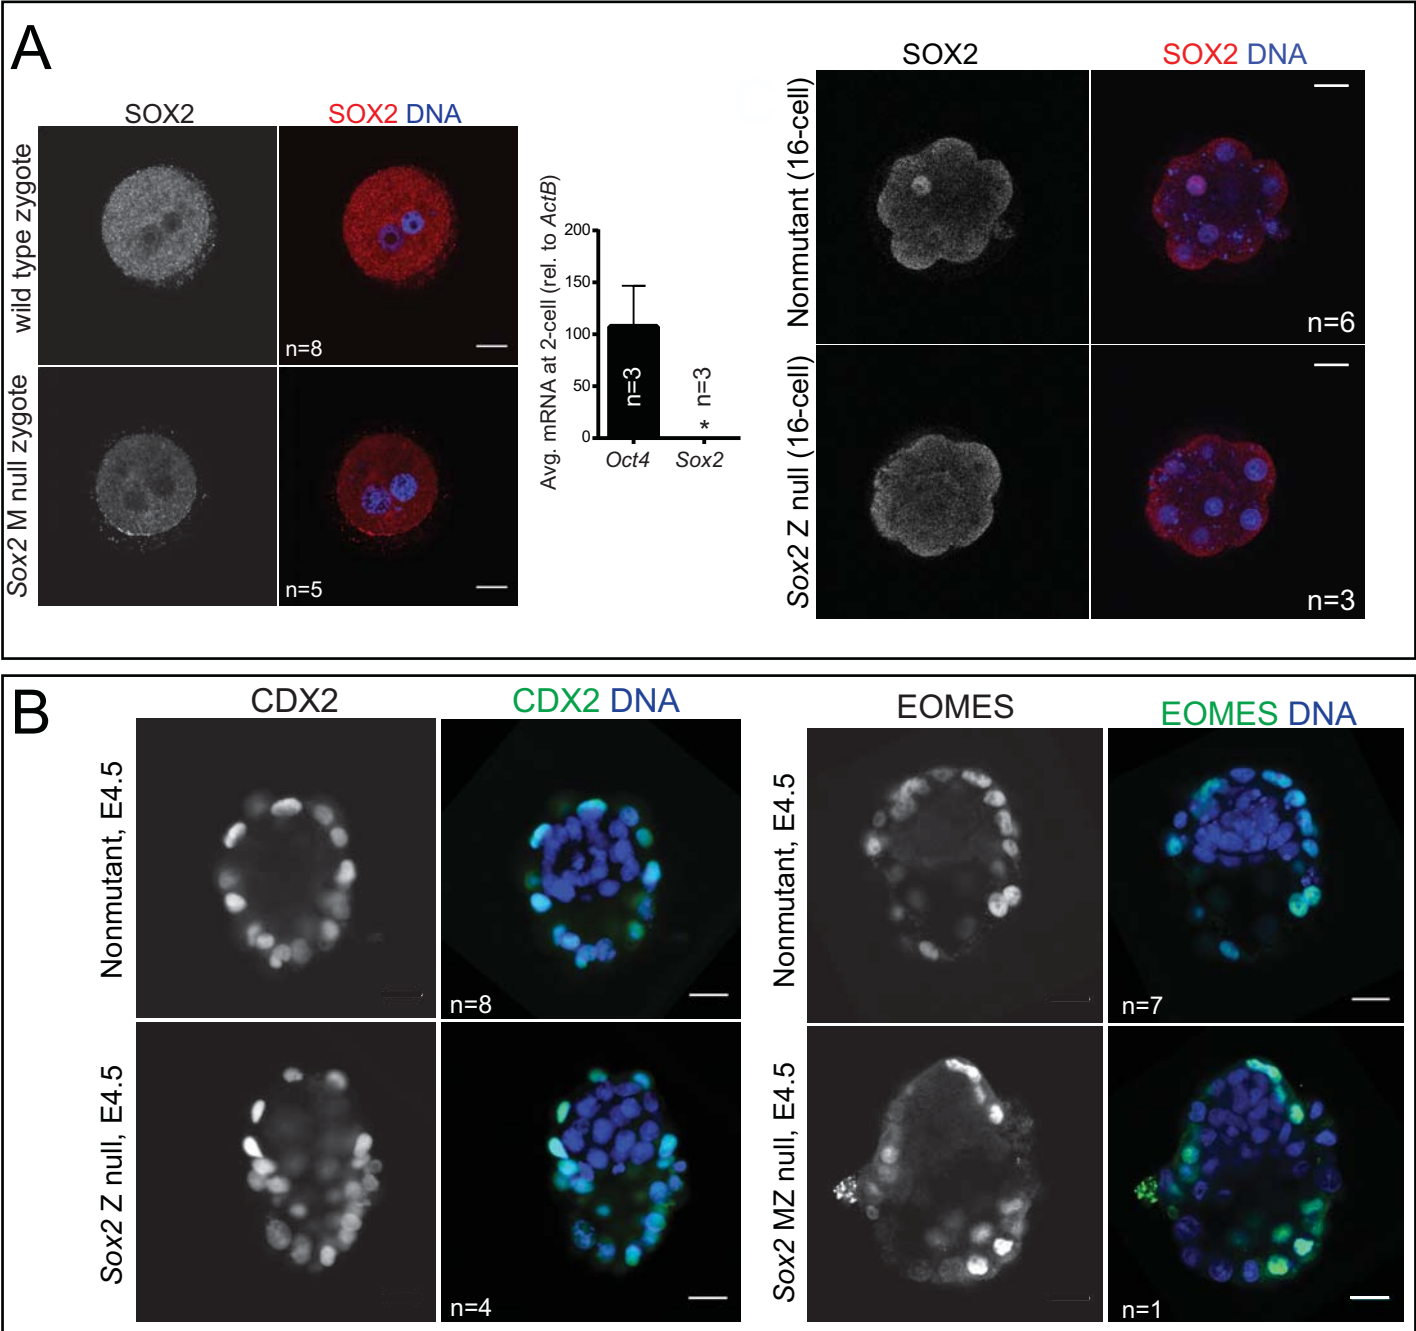 A
SOX2
SOX2 DNA
wild type zygote
n=8
Sox2 M null zygote
n=5
Avg. mRNA at 2-cell (rel. to ActB)
200
150
100
50
0
n=3
n=3
*
Oct4
Sox2
SOX2
SOX2 DNA
Nonmutant (16-cell)
n=6
Sox2 Z null (16-cell)
n=3
B
CDX2
CDX2 DNA
Nonmutant, E4.5
n=8
Sox2 Z null, E4.5
n=4
EOMES
EOMES DNA
Nonmutant, E4.5
n=7
Sox2 MZ null, E4.5
n=1